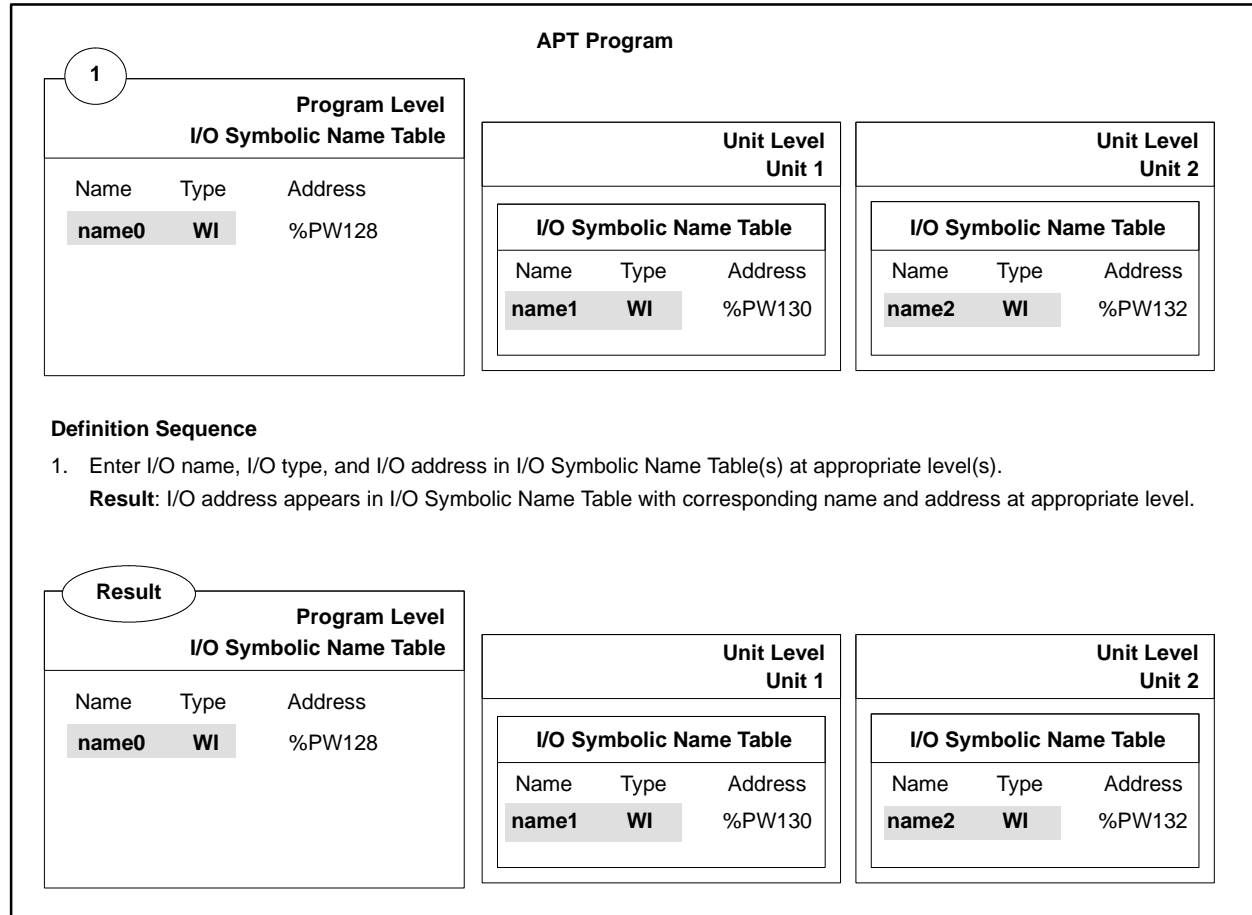 APT Program
1
Program Level
I/O Symbolic Name Table
Name Type Address
name0 WI %PW128
Unit Level
Unit 1
I/O Symbolic Name Table
Name Type Address
name1 WI %PW130
Unit Level
Unit 2
I/O Symbolic Name Table
Name Type Address
name2 WI %PW132
Definition Sequence
1. Enter I/O name, I/O type, and I/O address in I/O Symbolic Name Table(s) at appropriate level(s).
Result: I/O address appears in I/O Symbolic Name Table with corresponding name and address at appropriate level.
Result
Program Level
I/O Symbolic Name Table
Name Type Address
name0 WI %PW128
Unit Level
Unit 1
I/O Symbolic Name Table
Name Type Address
name1 WI %PW130
Unit Level
Unit 2
I/O Symbolic Name Table
Name Type Address
name2 WI %PW132